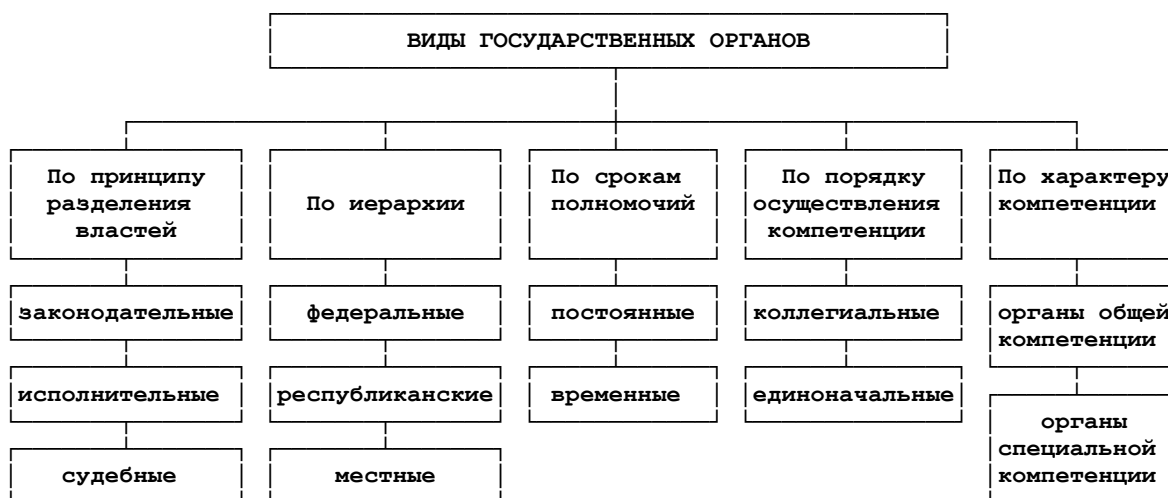 ВИДЫ ГОСУДАРСТВЕННЫХ ОРГАНОВ
По принципу
разделения
властей
По иерархии
По срокам
полномочий
По порядку
осуществления
компетенции
По характеру
компетенции
законодательные
федеральные
постоянные
коллегиальные
органы общей
компетенции
исполнительные
республиканские
временные
единоначальные
органы
специальной
компетенции
судебные
местные